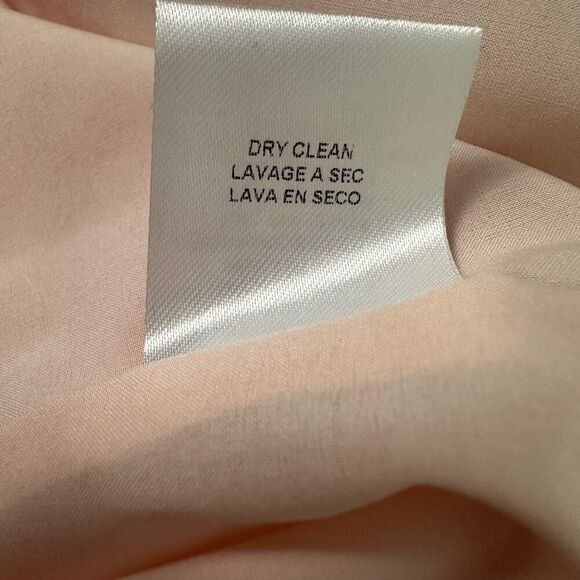 DRY CLEAN
LAVAGE A SEC
LAVA EN SECO